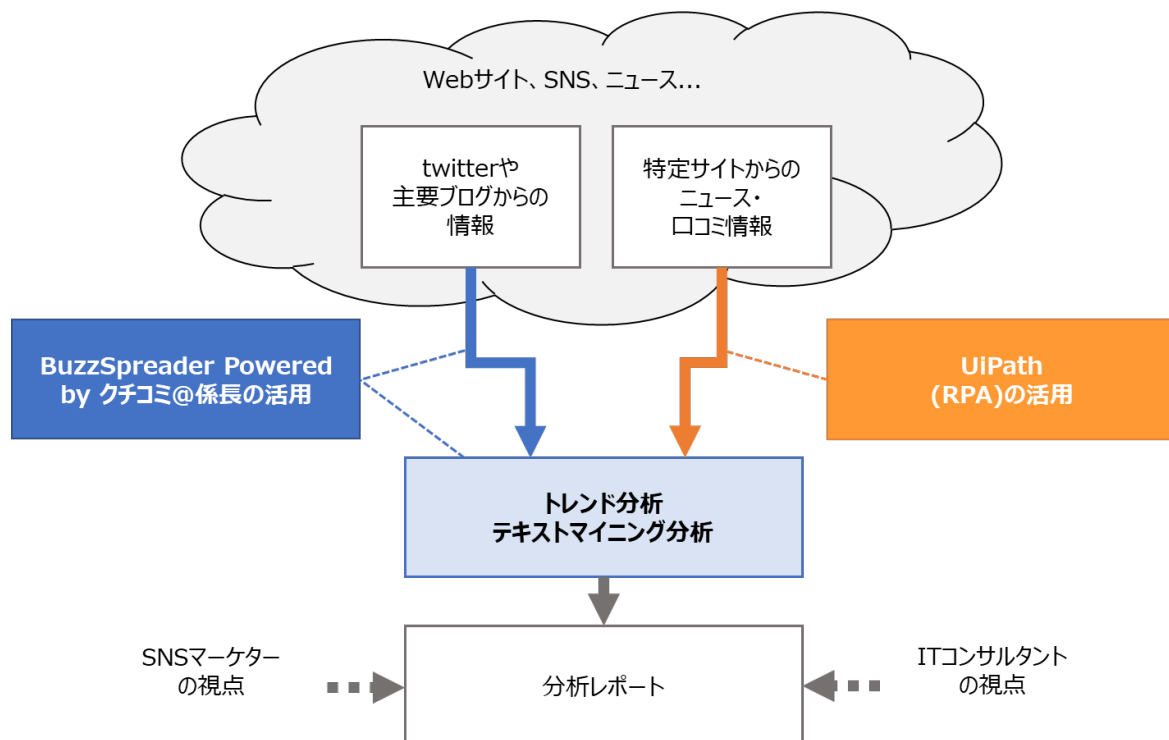 Webサイト、SNS、ニュース...
twitterや
主要ブログからの
情報
特定サイトからの
ニュース・
口コミ情報
BuzzSpreader Powered
by クチコミ@係長の活用
UiPath
(RPA)の活用
トレンド分析
テキストマイニング分析
SNSマーケター
の視点
分析レポート
ITコンサルタント
の視点